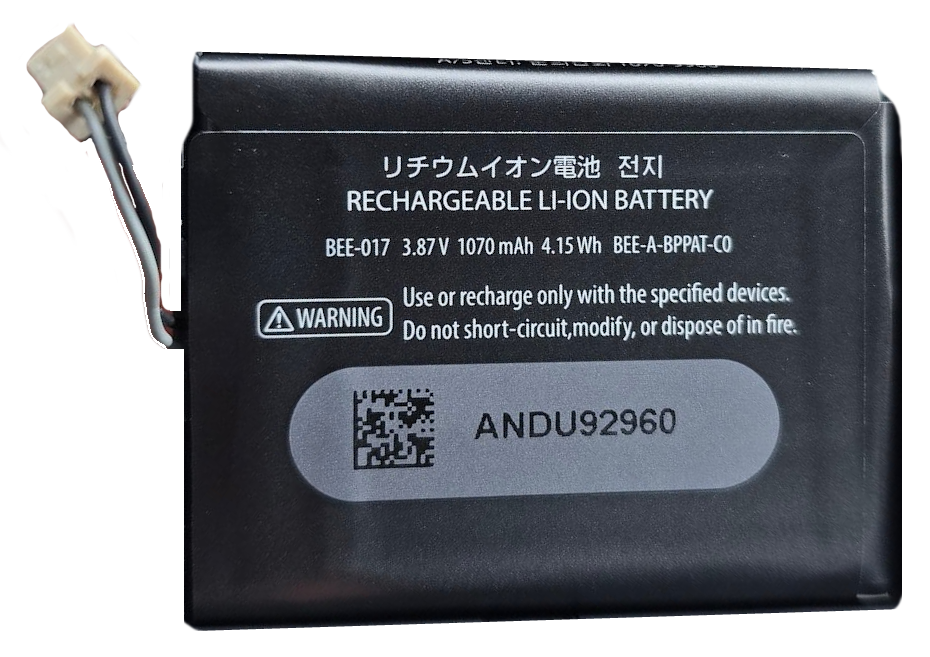 リチウムイオン電池 전지
RECHARGEABLE LI-ION BATTERY
BEE-017 3.87 V 1070 mAh 4.15 Wh BEE-A-BPPAT-C0
WARNING
Use or recharge only with the specified devices.
Do not short-circuit,modify, or dispose of in fire.
ANDU92960